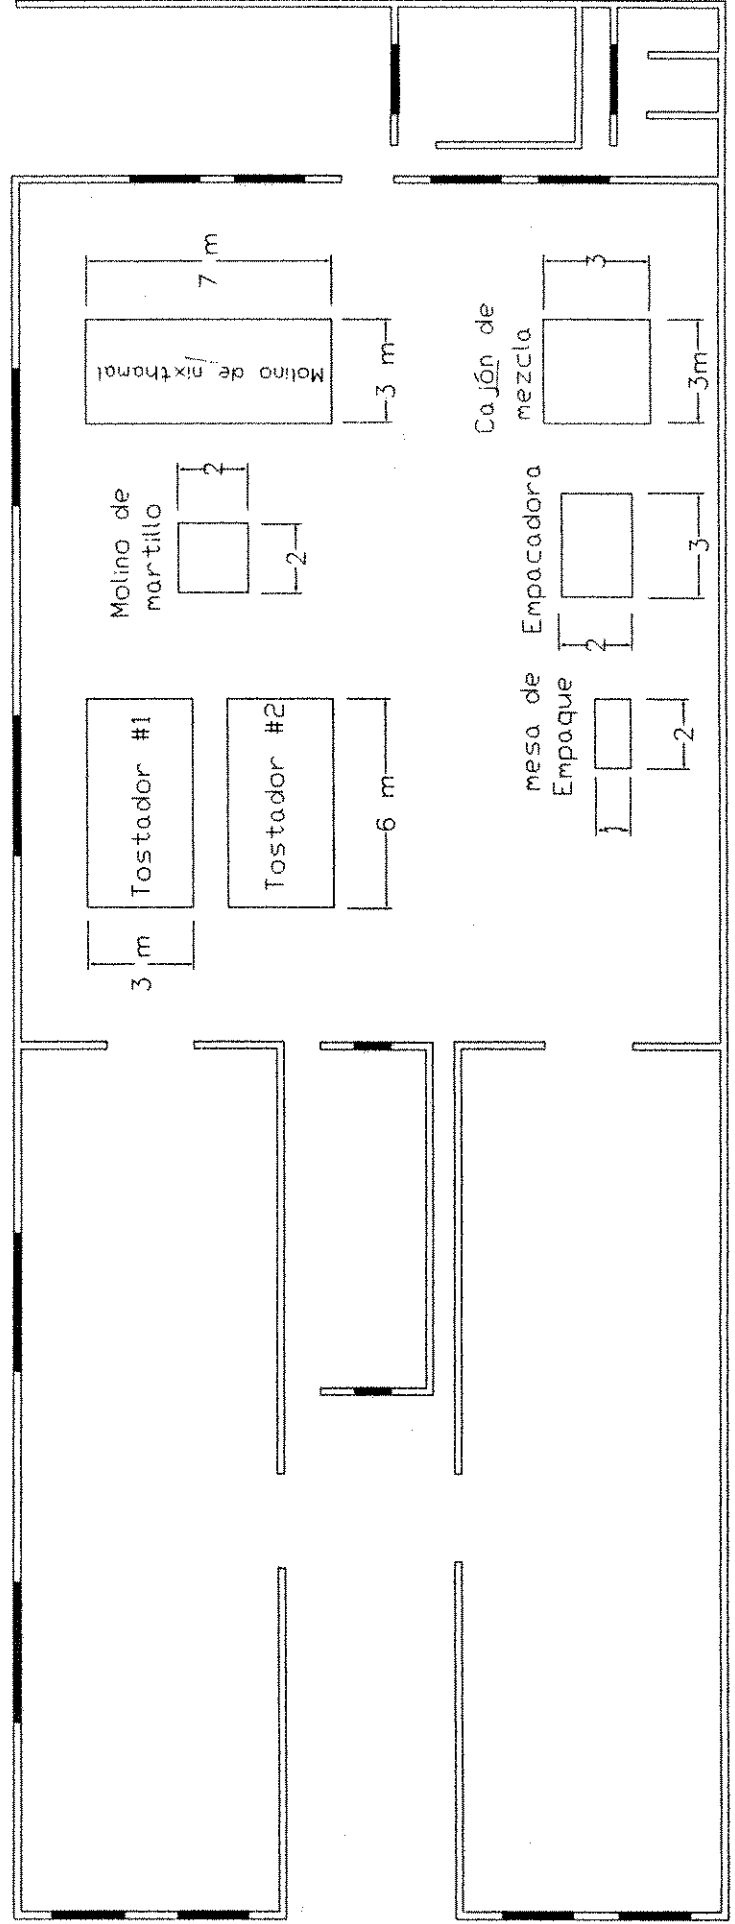 7 m
Molino de nixthamal
3 m
Molino de
martillo
2
2
Tostador #1
Tostador #2
6 m
3 m
Cajón de
mezcla
3
3m
Empacadora
2
3
mesa de
Empaque
1
2